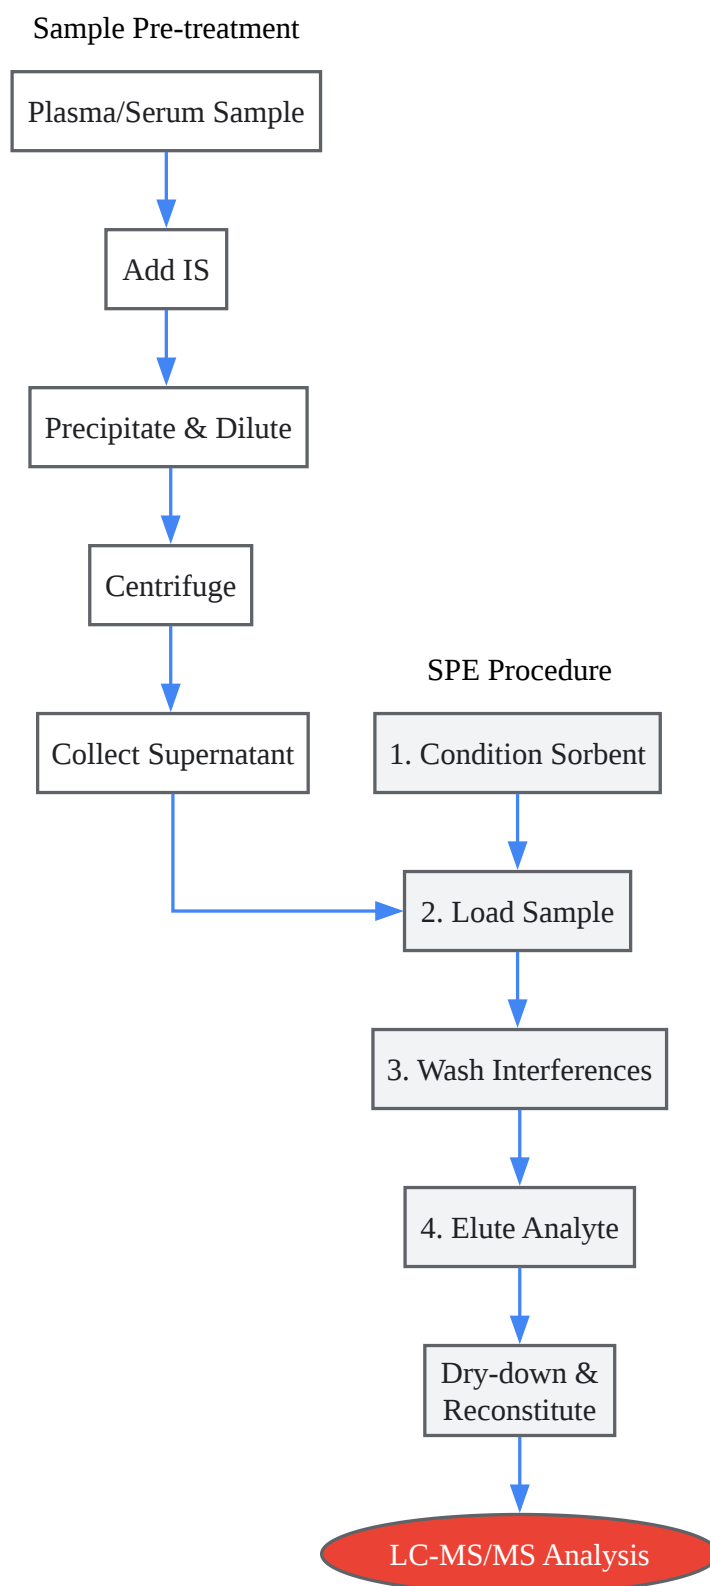 Sample Pre-treatment
Plasma/Serum Sample
Add IS
Precipitate & Dilute
Centrifuge
Collect Supernatant
SPE Procedure
1. Condition Sorbent
2. Load Sample
3. Wash Interferences
4. Elute Analyte
Dry-down &
Reconstitute
LC-MS/MS Analysis